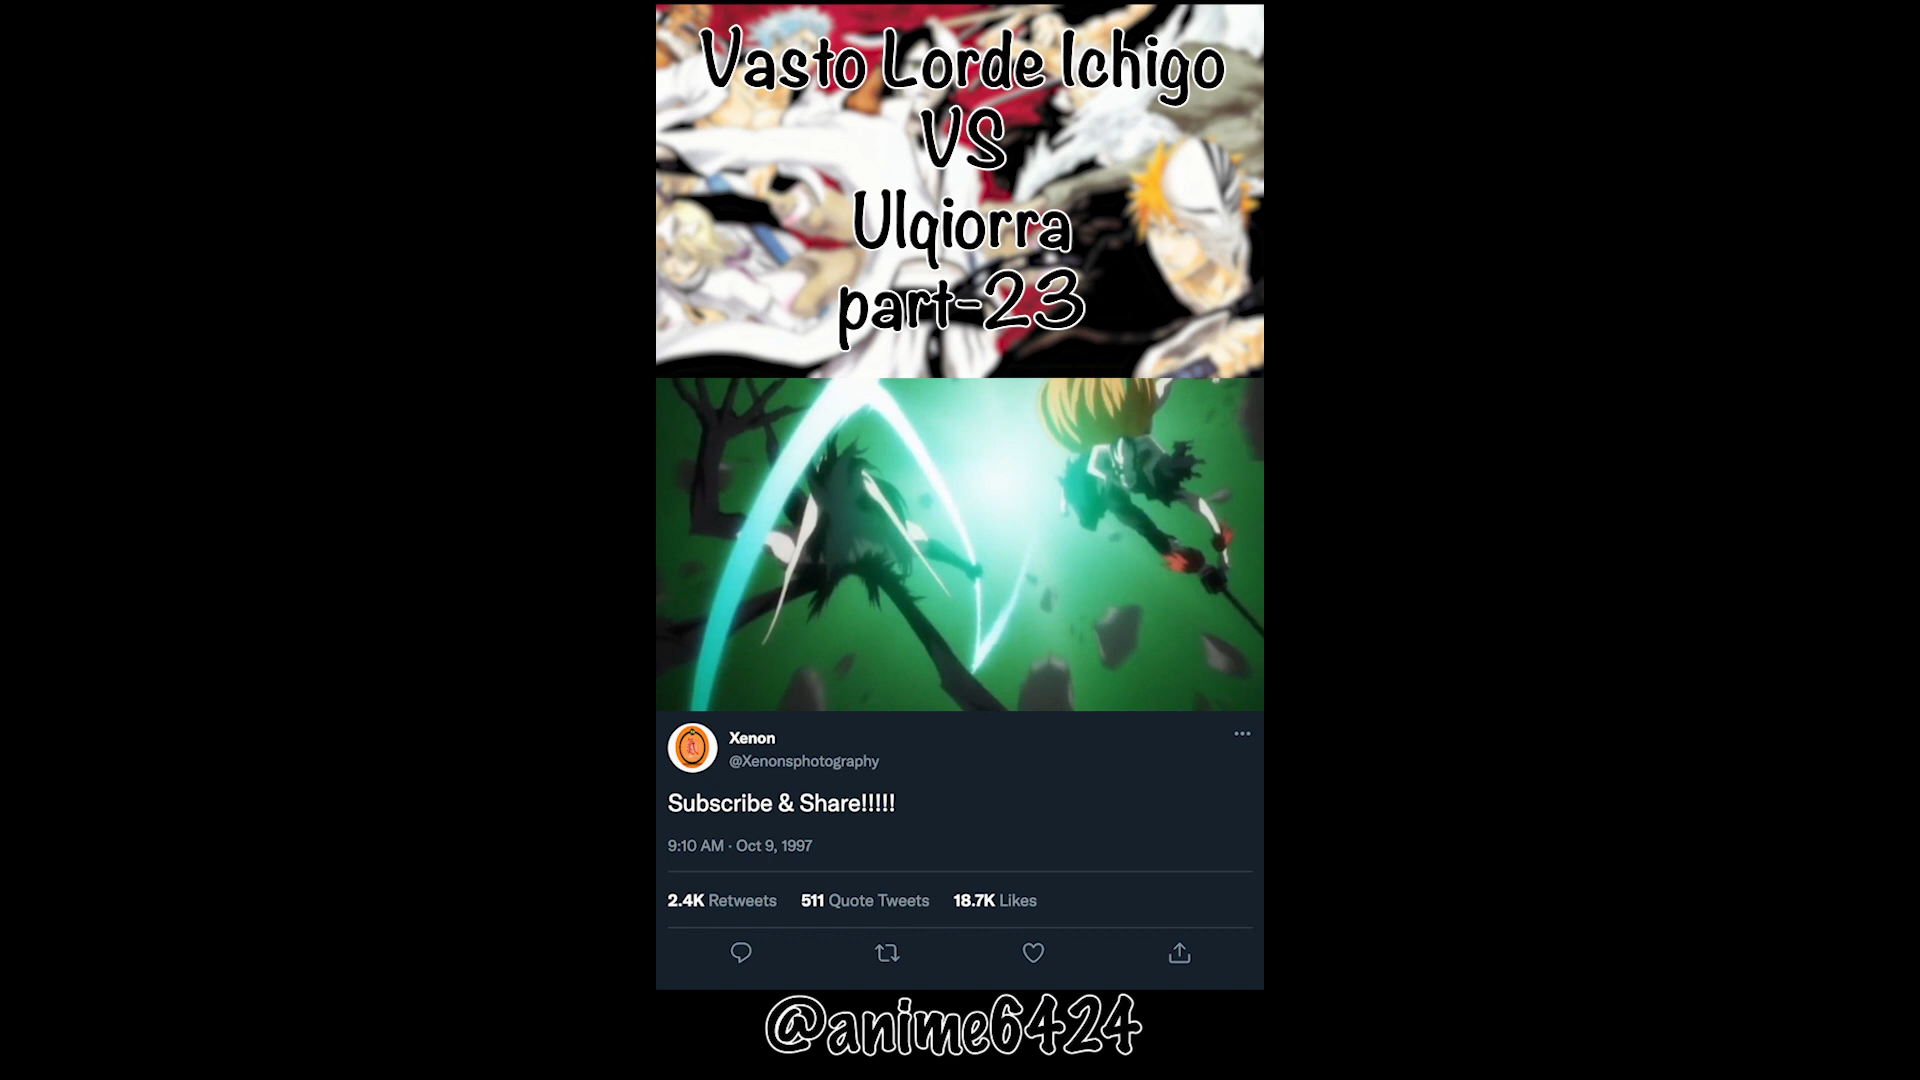 Vasto Lorde Ichigo
VS
Ulqiorra
part-23
Xenon
@Xenonsphotography
Subscribe & Share!!!!!
9:10 AM · Oct 9, 1997
2.4K Retweets 511 Quote Tweets 18.7K Likes
@anime6424